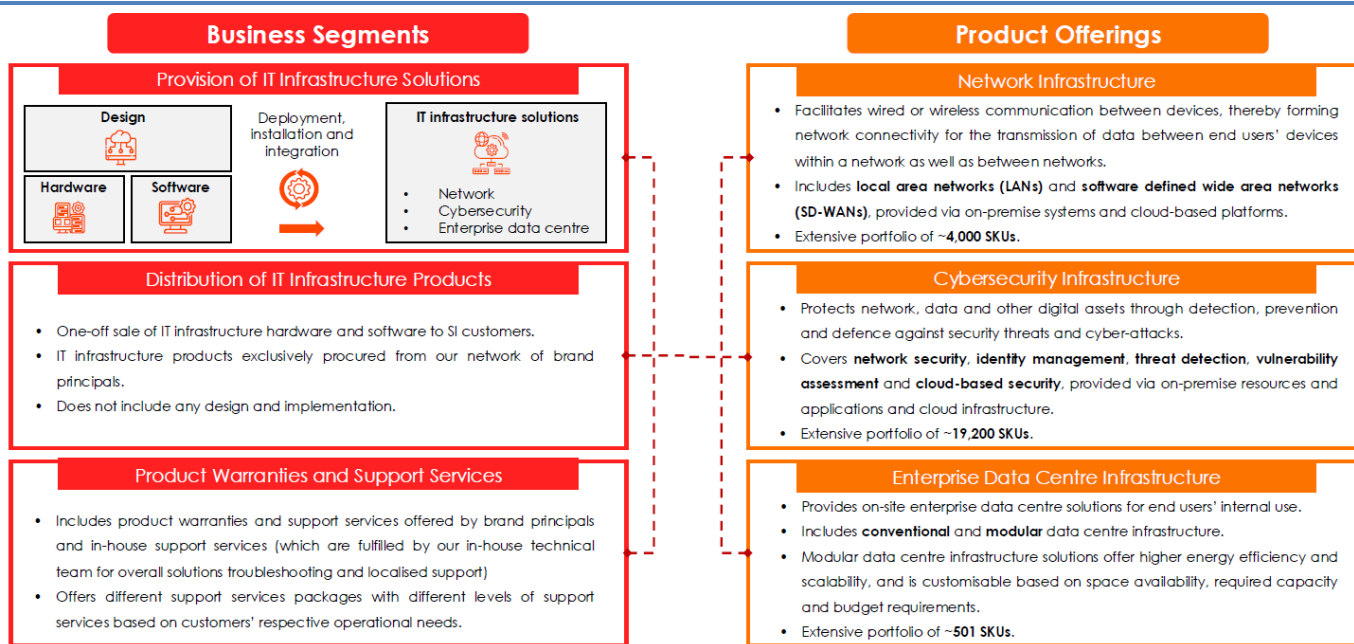 Business Segments
Provision of IT Infrastructure Solutions
Design
Hardware
Software
Deployment,
installation and
integration
IT infrastructure solutions
• Network
• Cybersecurity
• Enterprise data centre
Distribution of IT Infrastructure Products
• One-off sale of IT infrastructure hardware and software to SI customers.
• IT infrastructure products exclusively procured from our network of brand
principals.
• Does not include any design and implementation.
Product Warranties and Support Services
• Includes product warranties and support services offered by brand principals
and in-house support services (which are fulfilled by our in-house technical
team for overall solutions troubleshooting and localised support)
• Offers different support services packages with different levels of support
services based on customers' respective operational needs.
Product Offerings
Network Infrastructure
• Facilitates wired or wireless communication between devices, thereby forming
network connectivity for the transmission of data between end users' devices
within a network as well as between networks.
• Includes local area networks (LANs) and software defined wide area networks
(SD-WANs), provided via on-premise systems and cloud-based platforms.
• Extensive portfolio of ~4,000 SKUs.
Cybersecurity Infrastructure
• Protects network, data and other digital assets through detection, prevention
and defence against security threats and cyber-attacks.
• Covers network security, identity management, threat detection, vulnerability
assessment and cloud-based security, provided via on-premise resources and
applications and cloud infrastructure.
• Extensive portfolio of ~19,200 SKUs.
Enterprise Data Centre Infrastructure
• Provides on-site enterprise data centre solutions for end users' internal use.
• Includes conventional and modular data centre infrastructure.
• Modular data centre infrastructure solutions offer higher energy efficiency and
scalability, and is customisable based on space availability, required capacity
and budget requirements.
• Extensive portfolio of ~501 SKUs.